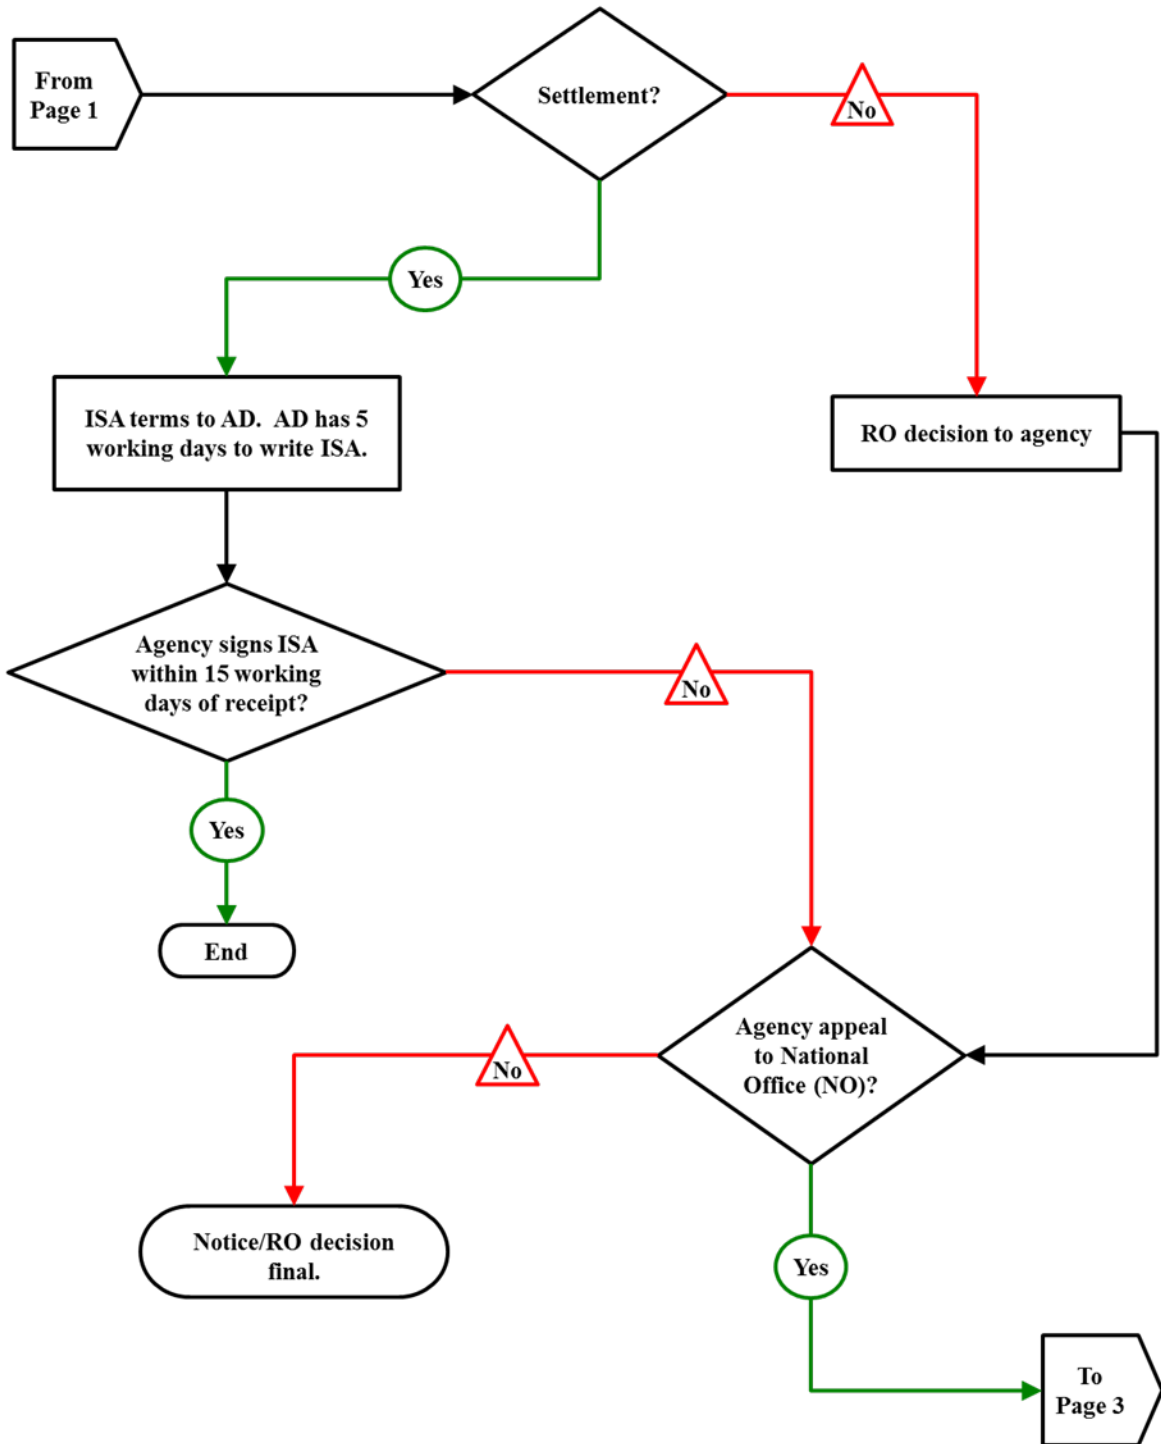 From
Page 1
Settlement?
No
Yes
ISA terms to AD.  AD has 5
working days to write ISA.
RO decision to agency
Agency signs ISA
within 15 working
days of receipt?
No
Yes
End
Agency appeal
to National
Office (NO)?
No
Notice/RO decision
final.
Yes
To
Page 3